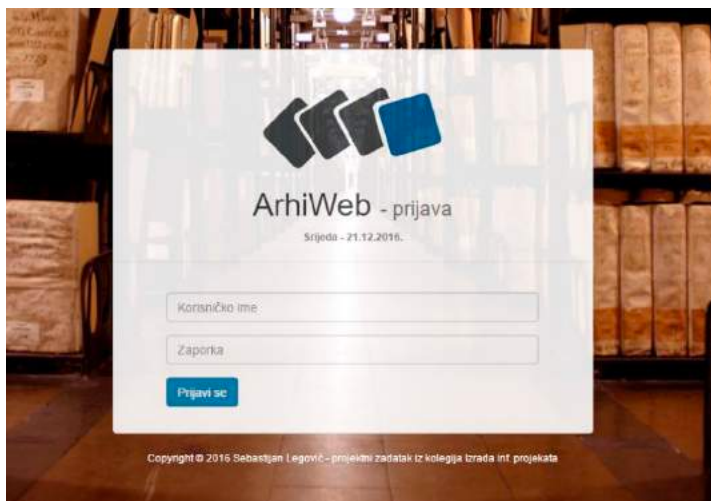 ArhiWeb - prijava
Srijeda - 21.12.2016.
Korisničko ime
Zaporka
Prijavi se
Copyright © 2016 Sebastijan Legović - projektni zadatak iz kolegija Izrada inf. projekata